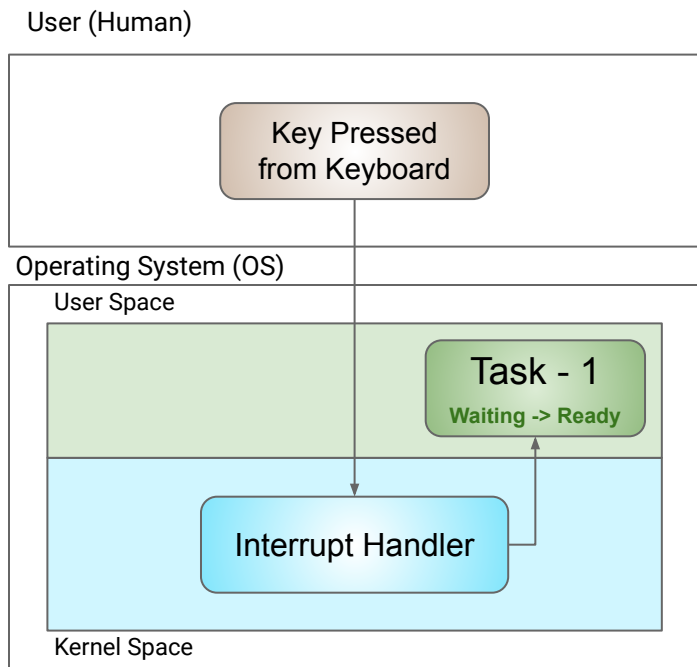 User (Human)
Key Pressed
from Keyboard
Operating System (OS)
User Space
Task - 1
Waiting -> Ready
Interrupt Handler
Kernel Space